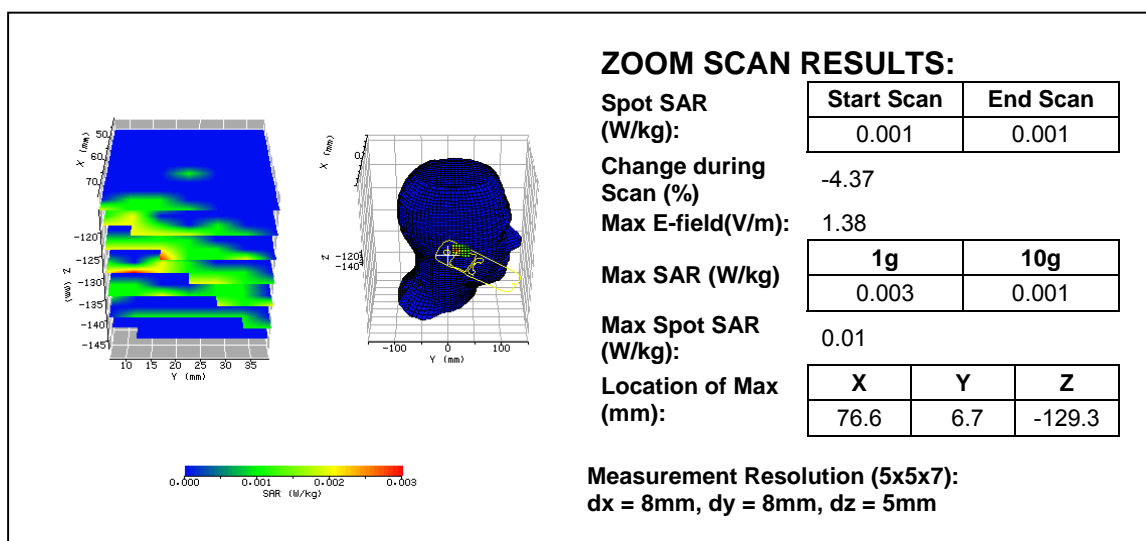 ZOOM SCAN RESULTS:
Spot SAR (W/kg):
Start Scan End Scan
0.001 0.001
Change during Scan (%)
-4.37
Max E-field(V/m): 1.38
Max SAR (W/kg)
1g 10g
0.003 0.001
Max Spot SAR (W/kg):
0.01
Location of Max (mm):
X Y Z
76.6 6.7 -129.3
Measurement Resolution (5x5x7):
dx = 8mm, dy = 8mm, dz = 5mm
50
60
70
X (mm)
-120
-125
-130
-135
-140
-145
Z (mm)
10 15 20 25 30 35
Y (mm)
X (mm)
0
Z
-120
-140
-100 0 100
Y (mm)
0.000 0.001 0.002 0.003
SAR (W/kg)